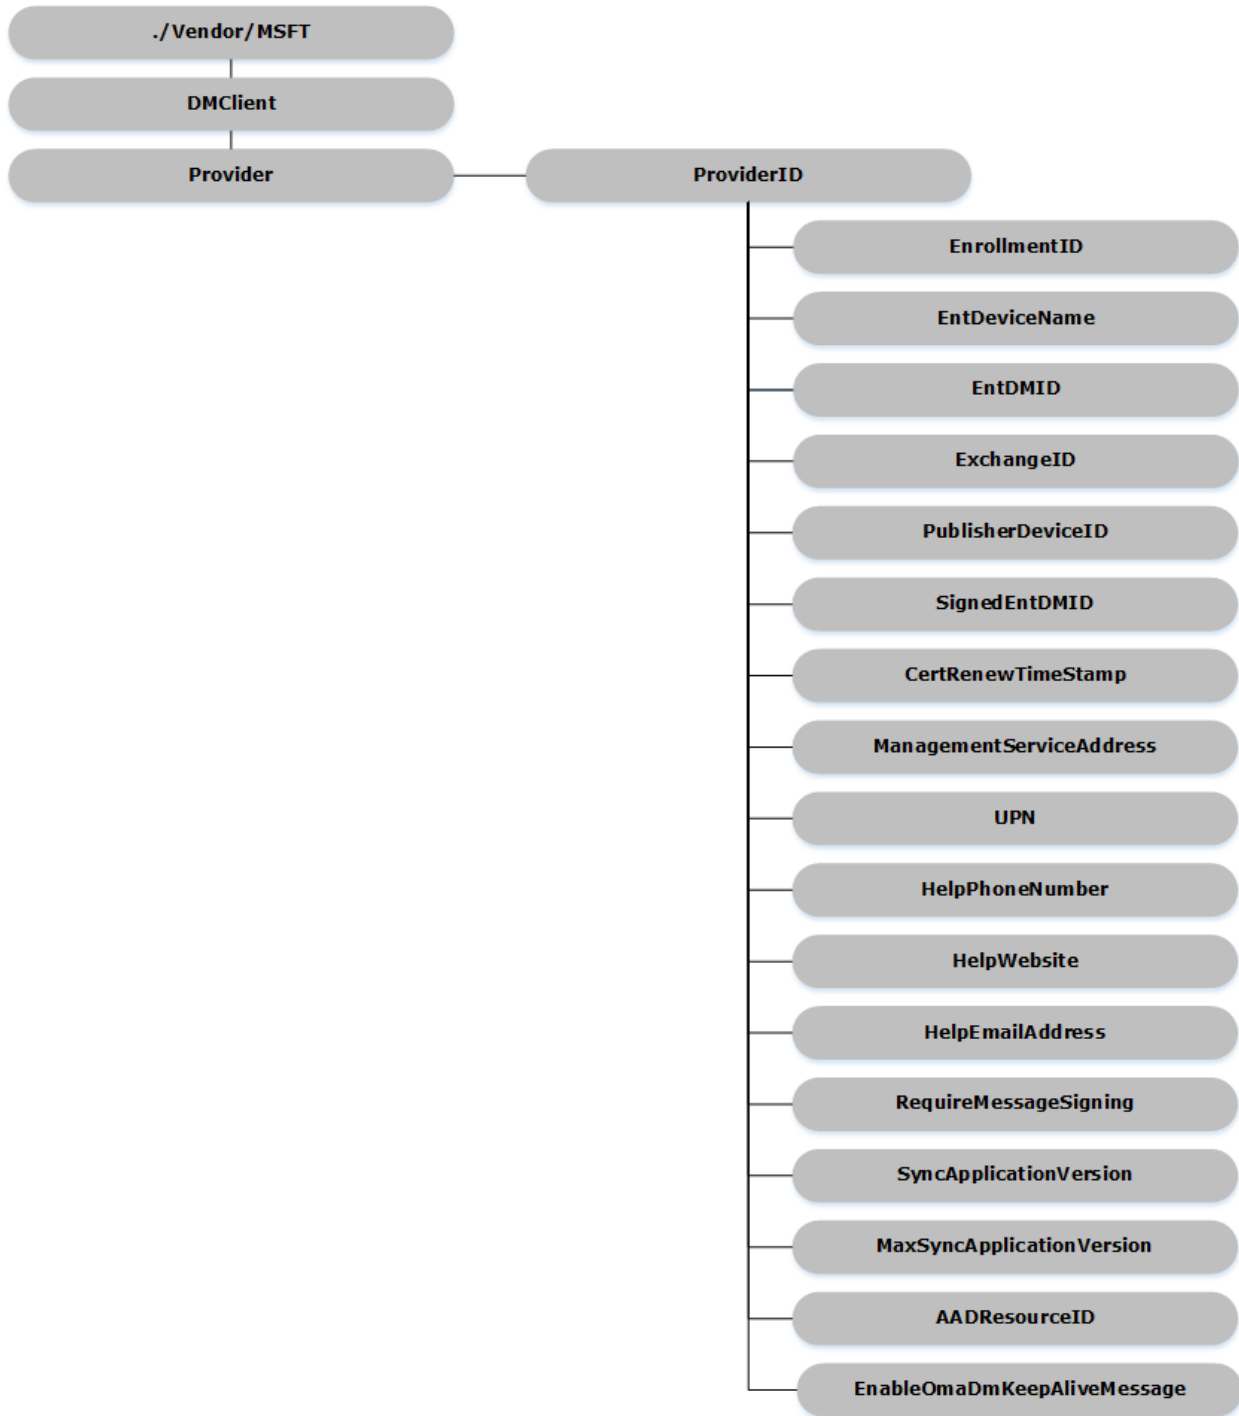 ./Vendor/MSFT
DMClient
Provider
ProviderID
EnrollmentID
EntDeviceName
EntDMID
ExchangeID
PublisherDeviceID
SignedEntDMID
CertRenewTimeStamp
ManagementServiceAddress
UPN
HelpPhoneNumber
HelpWebsite
HelpEmailAddress
RequireMessageSigning
SyncApplicationVersion
MaxSyncApplicationVersion
AADResourceID
EnableOmaDmKeepAliveMessage